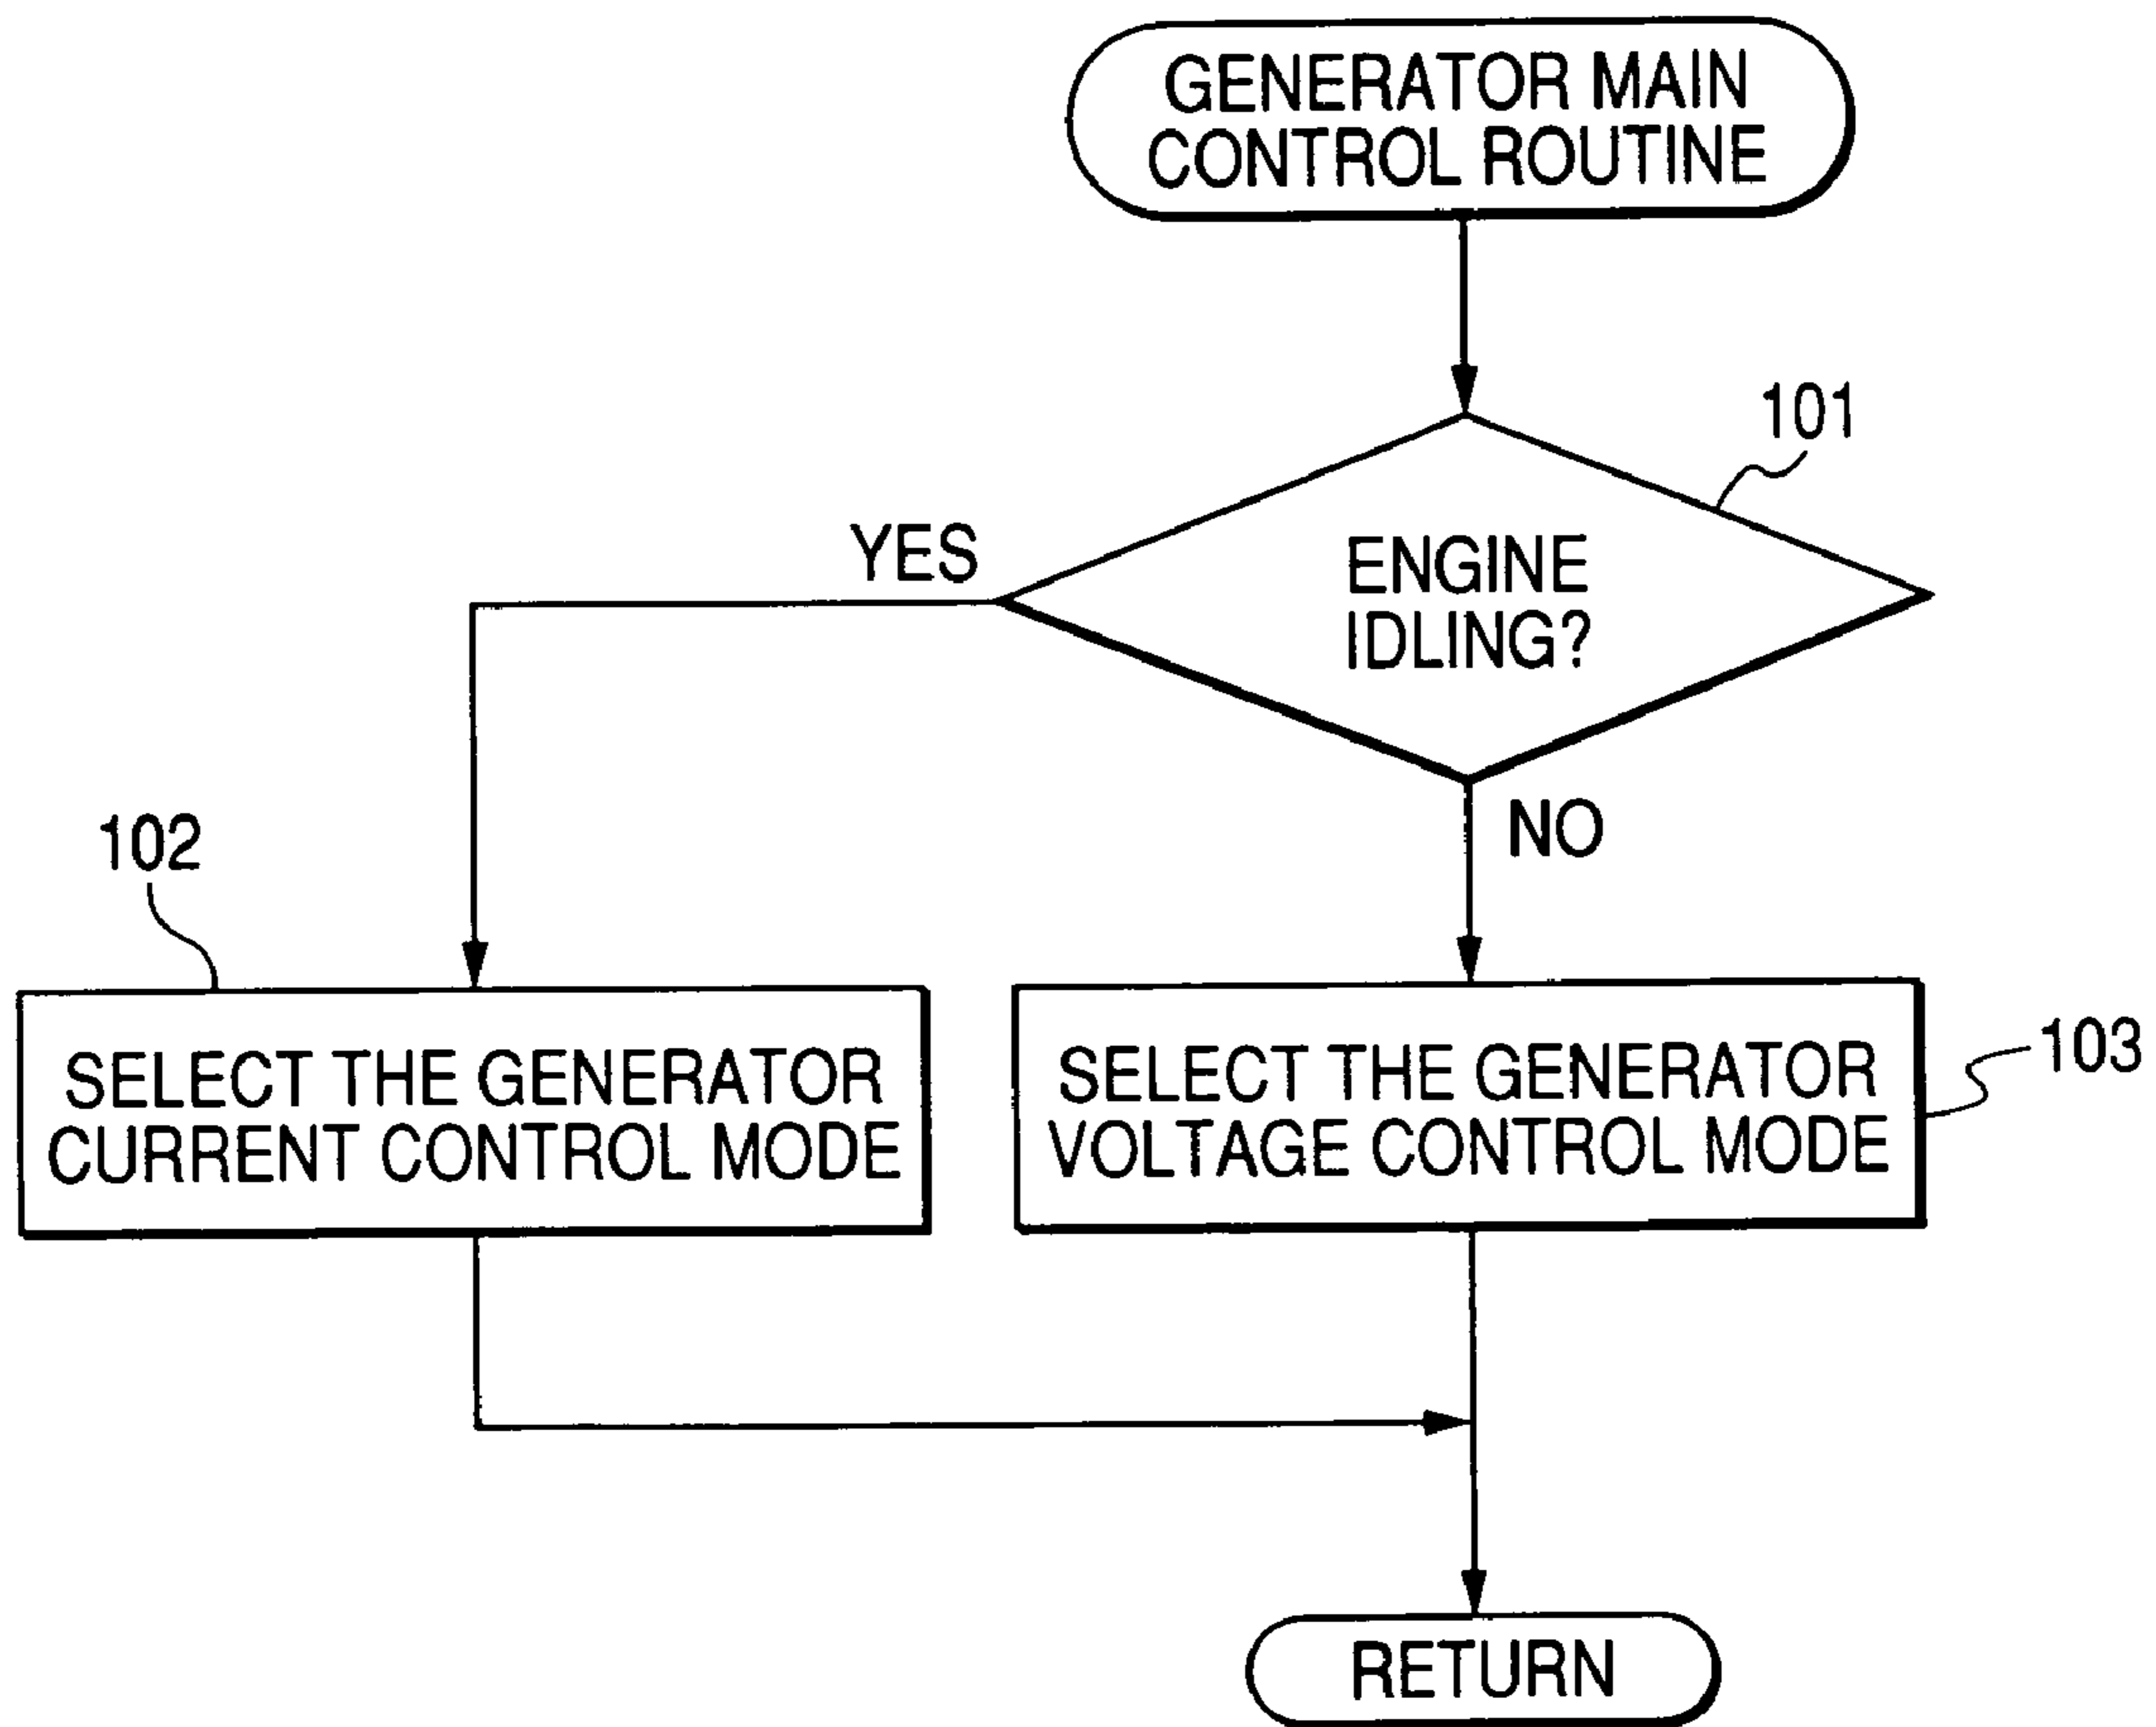 GENERATOR MAIN
CONTROL ROUTINE
101
YES
ENGINE
IDLING?
NO
102
SELECT THE GENERATOR
CURRENT CONTROL MODE
SELECT THE GENERATOR
VOLTAGE CONTROL MODE
103
RETURN